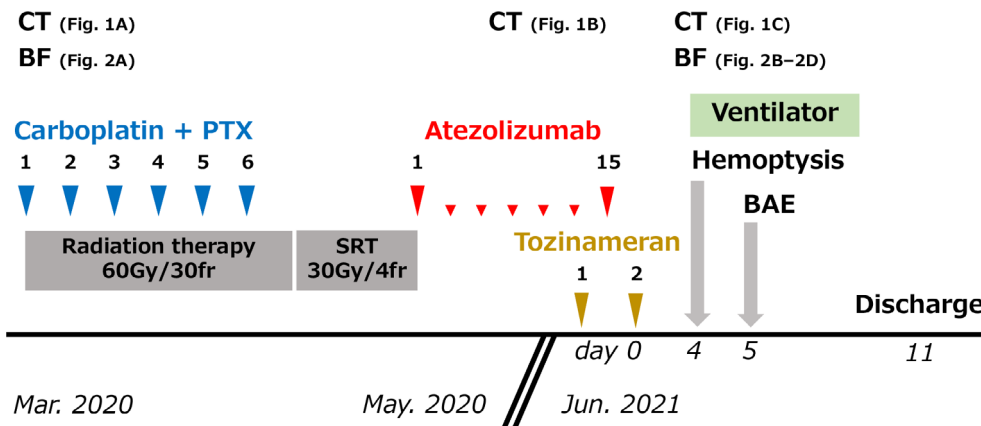 CT (Fig. 1A)
BF (Fig. 2A)
CT (Fig. 1B)
CT (Fig. 1C)
BF (Fig. 2B–2D)
Ventilator
Carboplatin + PTX
1 2 3 4 5 6
Atezolizumab
1 15
Hemoptysis
BAE
Radiation therapy
60Gy/30fr
SRT
30Gy/4fr
Tozinameran
1 2
Discharge
day 0 4 5 11
Mar. 2020 May. 2020 Jun. 2021